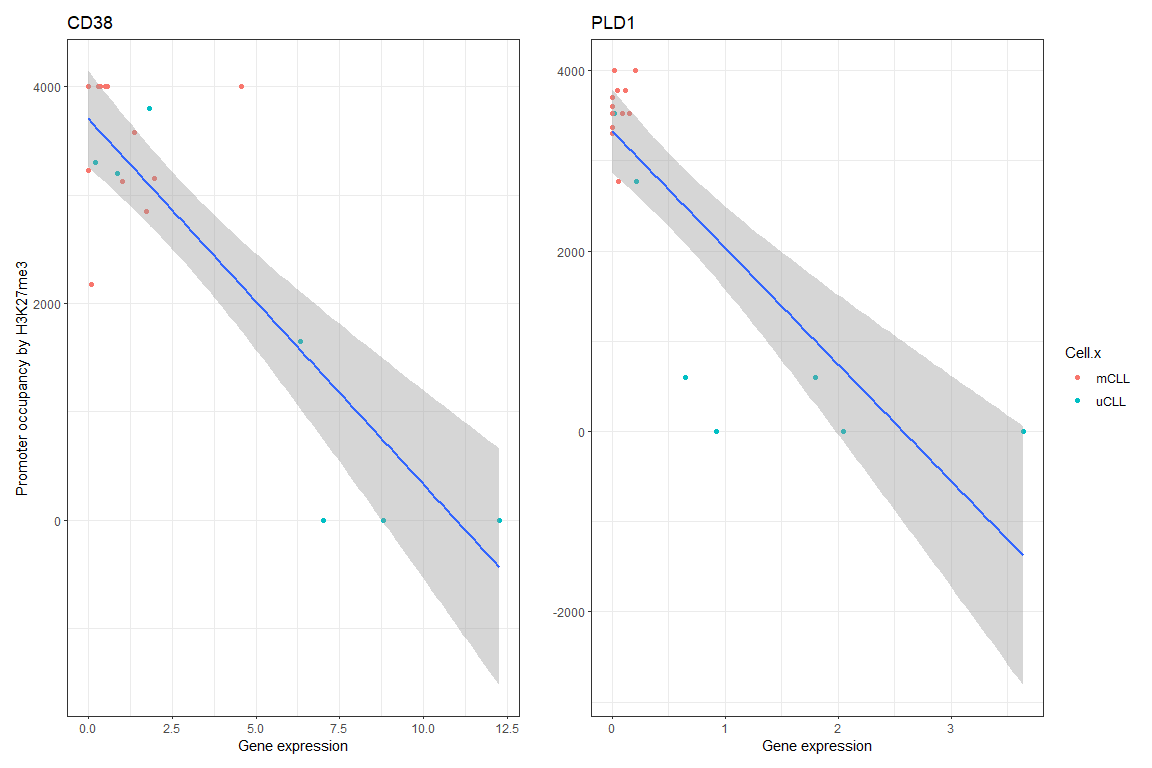 CD38
PLD1
Promoter occupancy by H3K27me3
4000
2000
0
0.0 2.5 5.0 7.5 10.0 12.5
Gene expression
4000
2000
0
-2000
0 1 2 3
Gene expression
Cell.x
mCLL
uCLL